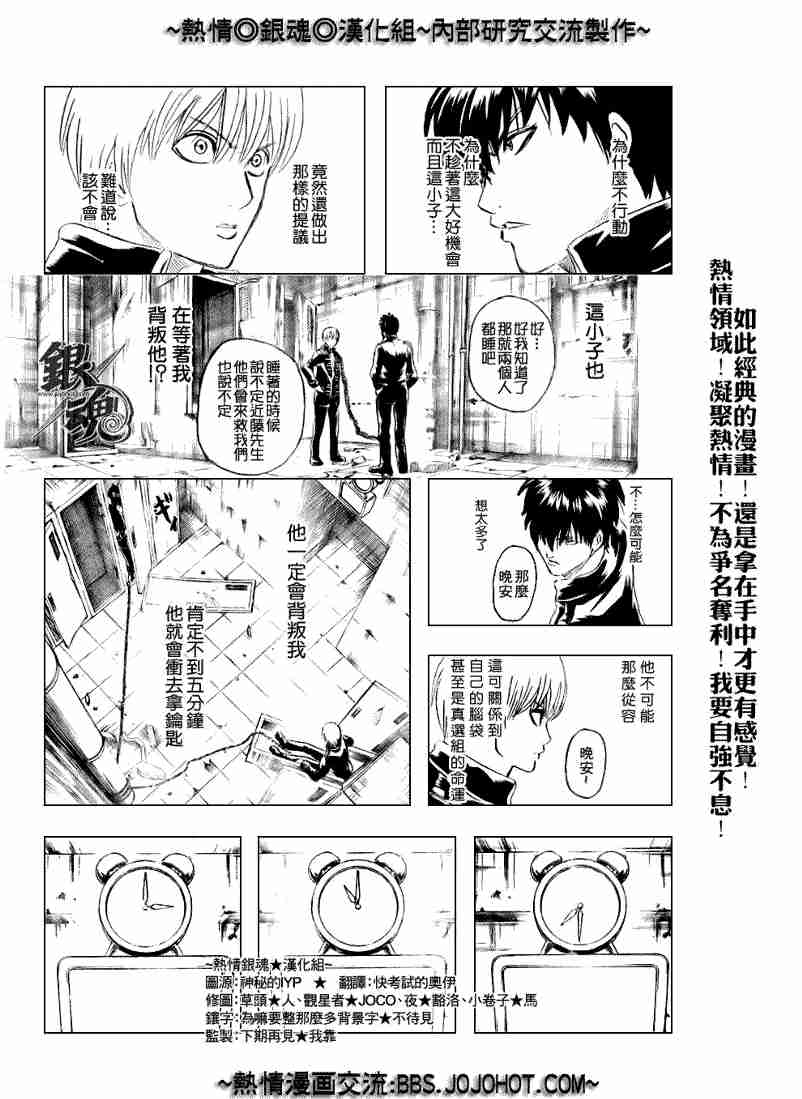 ~熱情◎銀魂◎漢化組~內部研究交流製作~
為什麼不行動
為什麼
不趁著這大好機會
而且這小子…
竟然還做出
那樣的提議
難道說…
該不會
這小子也
好…
好我知道了
那就兩個人
都睡吧
睡著的時候
說不定近藤先生
他們會來救我們
也說不定
在等著我
背叛他!?
銀魂
不…怎麼可能
想太多了
那麼
晚安
他不可能
那麼從容
晚安~
這可關係到
自己的腦袋
甚至是真選組的命運
他一定會背叛我
肯定不到五分鐘
他就會衝去拿鑰匙
ギィ
如此經典的漫畫！還是拿在手中才更有感覺！
熱情領域！凝聚熱情！不為爭名奪利！我要自強不息！
~熱情銀魂★漢化組~
圖源:神秘的IYP ★ 翻譯:快考試的奧伊
修圖:草頭★人、觀星者★JOCO、夜★豁洛、小卷子★馬
鑲字:為嘛要整那麼多背景字★不待見
監製:下期再見★我靠
~熱情漫画交流:BBS.JOJOHOT.COM~